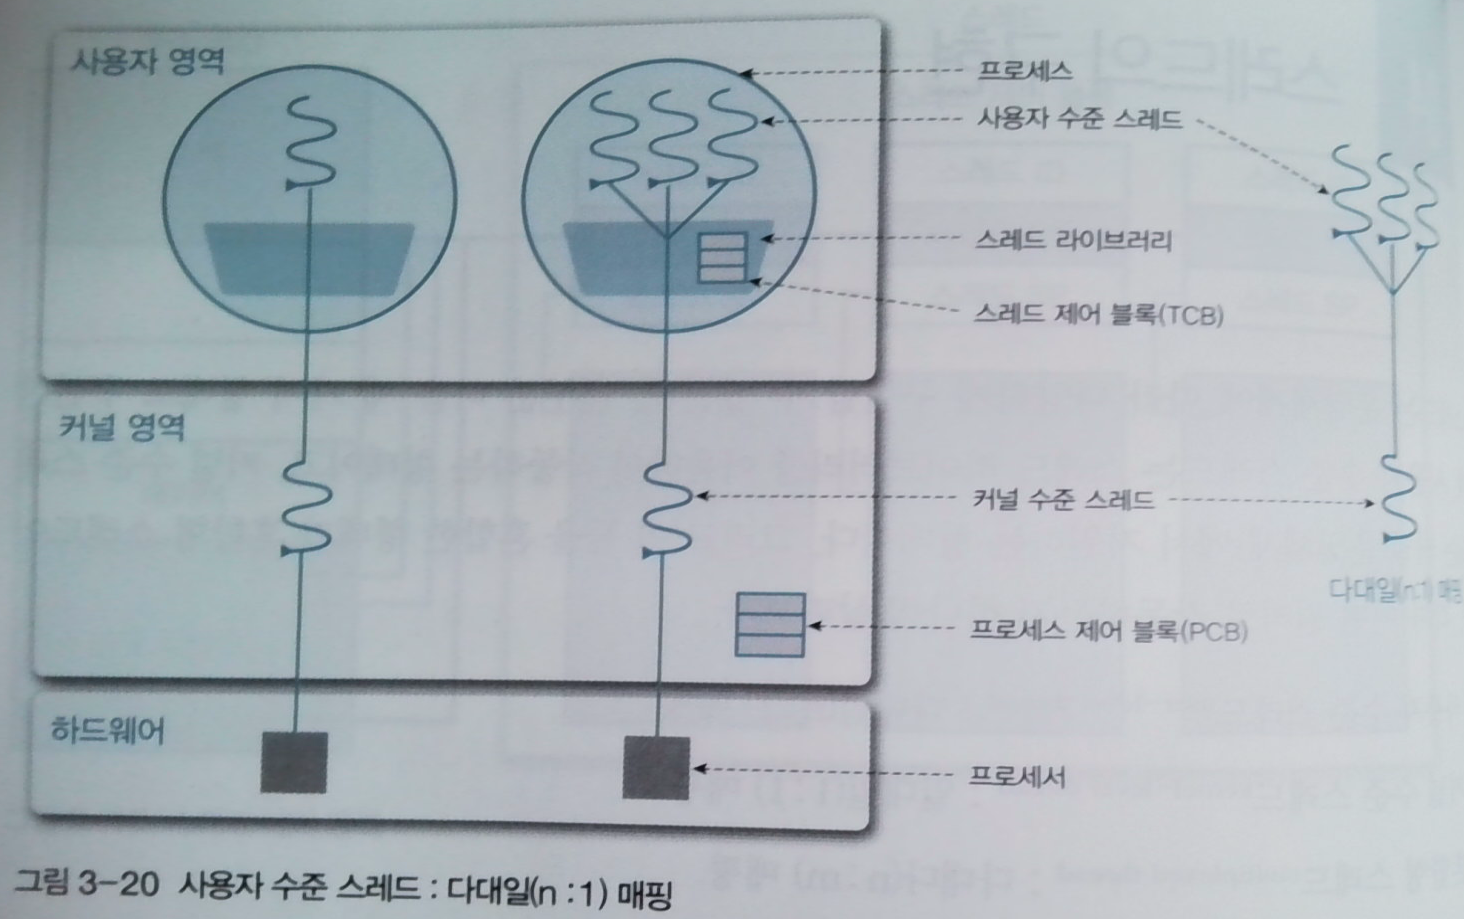 사용자 영역
프로세스
사용자 수준 스레드
스레드 라이브러리
스레드 제어 블록(TCB)
커널 영역
커널 수준 스레드
다대일(n:1) 매핑
프로세스 제어 블록(PCB)
하드웨어
프로세서
그림 3-20 사용자 수준 스레드 : 다대일(n : 1) 매핑